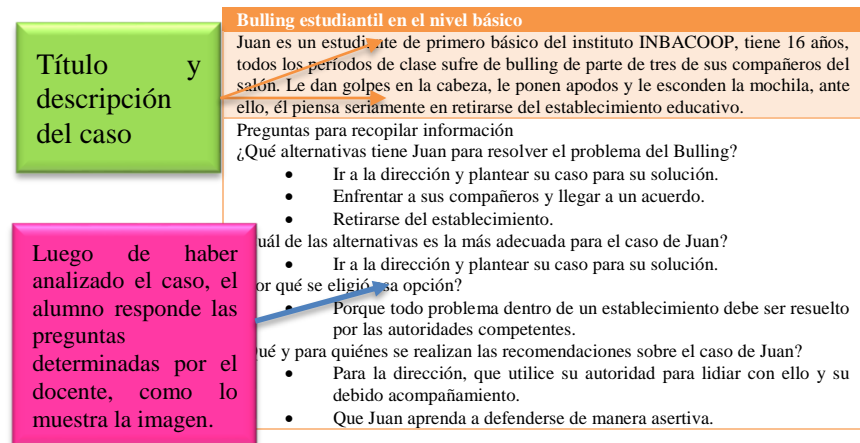 Título y
descripción
del caso
Bulling estudiantil en el nivel básico
Juan es un estudiante de primero básico del instituto INBACOOP, tiene 16 años,
todos los períodos de clase sufre de bulling de parte de tres de sus compañeros del
salón. Le dan golpes en la cabeza, le ponen apodos y le esconden la mochila, ante
ello, él piensa seriamente en retirarse del establecimiento educativo.
Preguntas para recopilar información
¿Qué alternativas tiene Juan para resolver el problema del Bulling?
• Ir a la dirección y plantear su caso para su solución.
• Enfrentar a sus compañeros y llegar a un acuerdo.
• Retirarse del establecimiento.
uál de las alternativas es la más adecuada para el caso de Juan?
• Ir a la dirección y plantear su caso para su solución.
or qué se eligió sa opción?
• Porque todo problema dentro de un establecimiento debe ser resuelto
por las autoridades competentes.
ué y para quiénes se realizan las recomendaciones sobre el caso de Juan?
• Para la dirección, que utilice su autoridad para lidiar con ello y su
debido acompañamiento.
• Que Juan aprenda a defenderse de manera asertiva.
Luego de haber
analizado el caso, el
alumno responde las
preguntas
determinadas por el
docente, como lo
muestra la imagen.